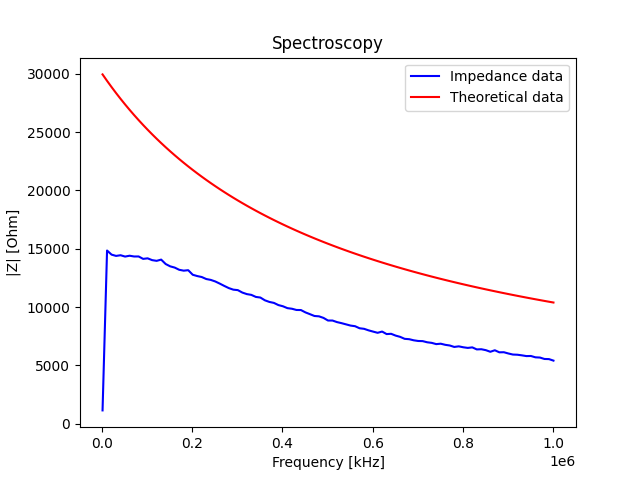 Spectroscopy
Impedance data
Theoretical data
30000
25000
20000
15000
10000
5000
0
|Z| [Ohm]
0.0 0.2 0.4 0.6 0.8 1.0
1e6
Frequency [kHz]